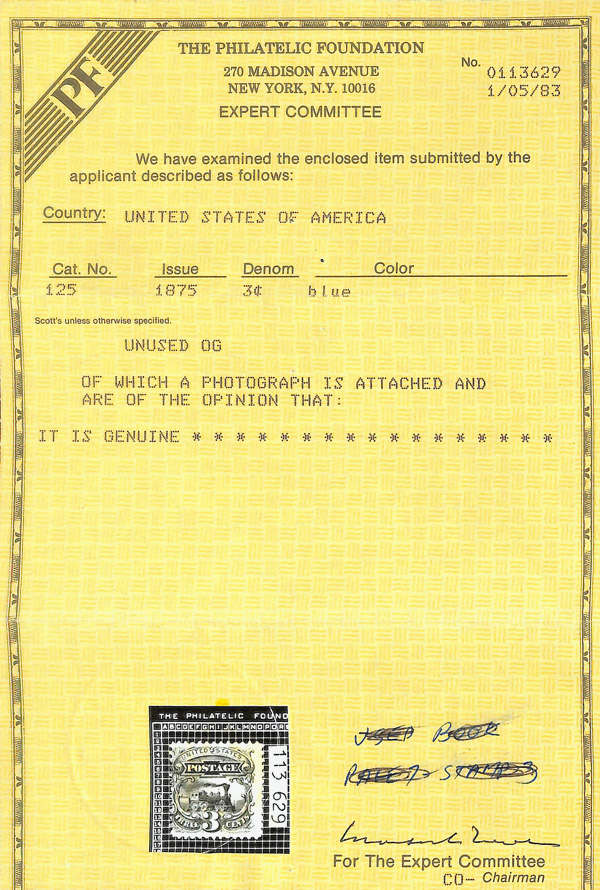 PF
THE PHILATELIC FOUNDATION
270 MADISON AVENUE
NEW YORK, N.Y. 10016
EXPERT COMMITTEE
No. 0113629
1/05/83
We have examined the enclosed item submitted by the
applicant described as follows:
Country: UNITED STATES OF AMERICA
Cat. No. Issue Denom Color
125 1875 3¢ blue
Scott's unless otherwise specified.
UNUSED OG
OF WHICH A PHOTOGRAPH IS ATTACHED AND
ARE OF THE OPINION THAT:
IT IS GENUINE * * * * * * * * * * * * * * * * *
THE PHILATELIC FOUND
ABCDEFGHIJKLMNOPQR
UNITED STATES
POSTAGE
THREE CENTS
3
113 629
BOOK
STAMPS
For The Expert Committee
CO- Chairman